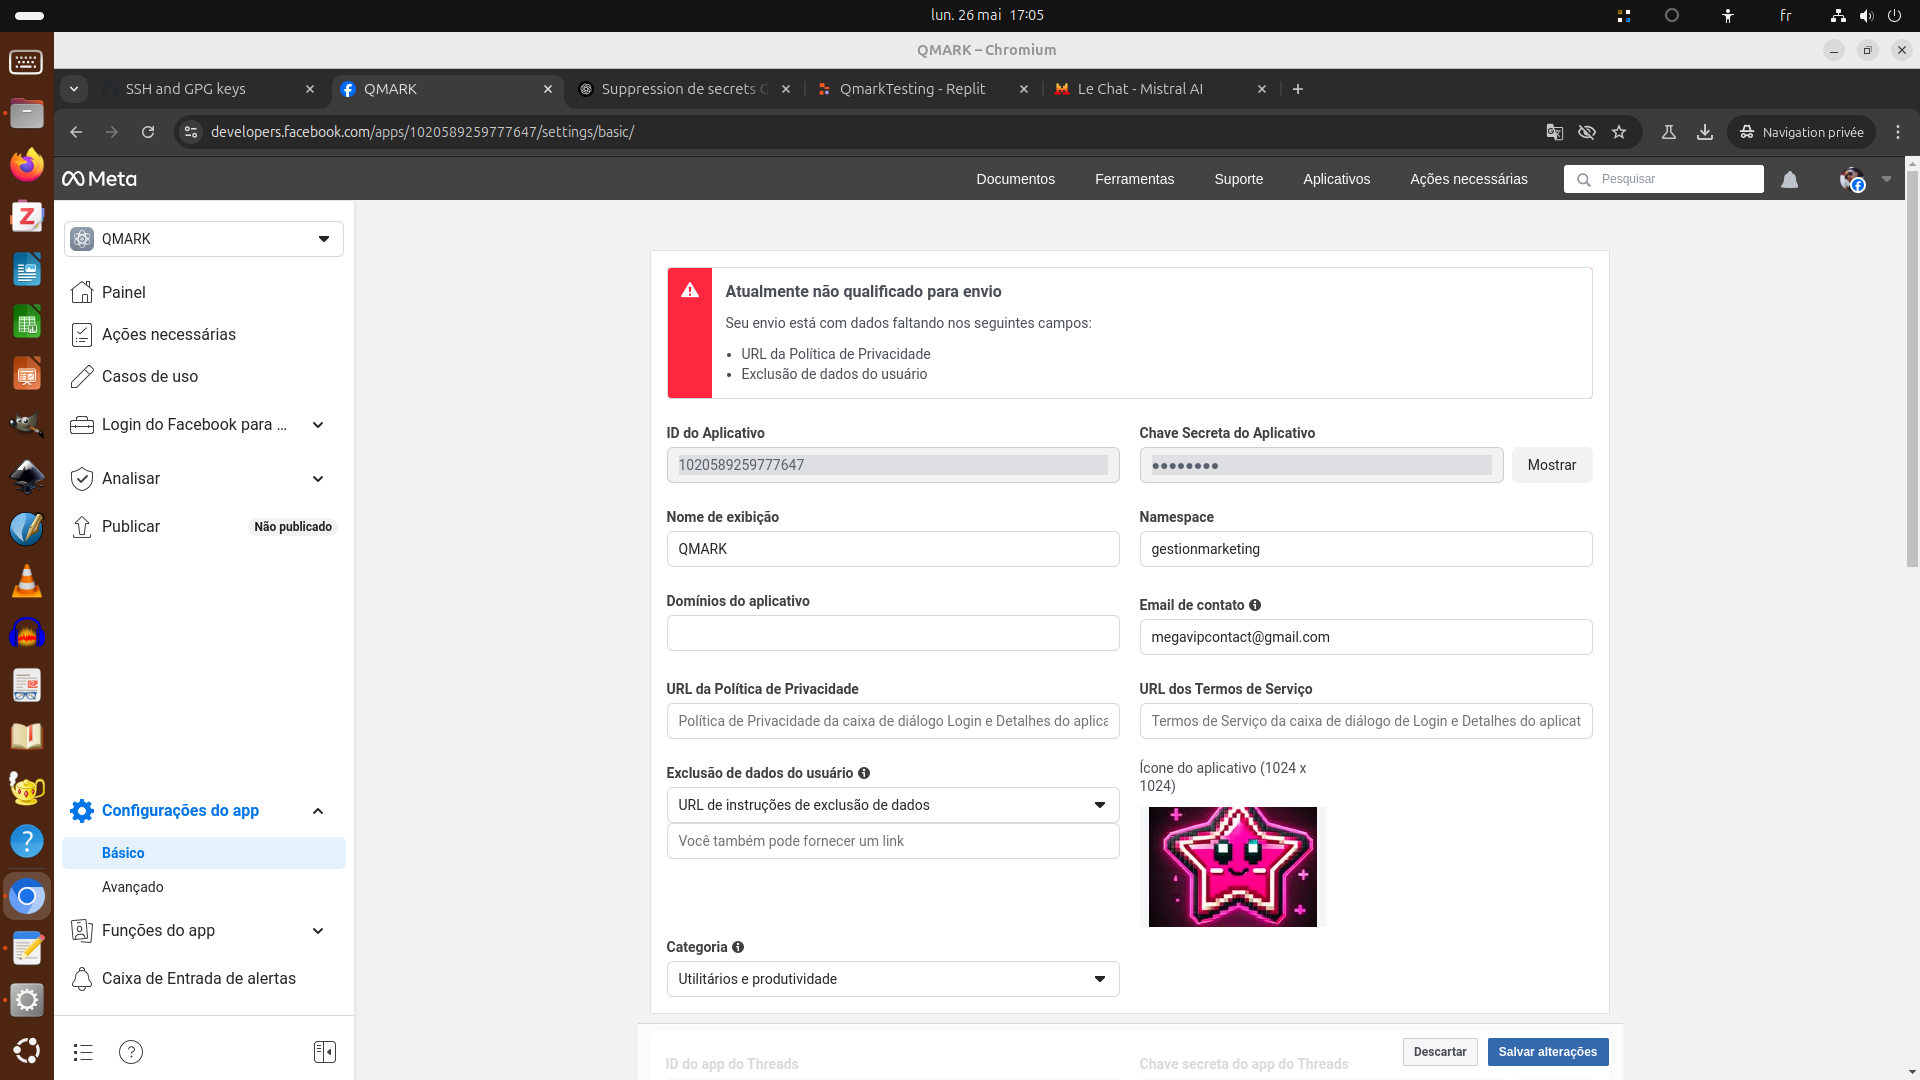 lun. 26 mai 17:05
fr
QMARK – Chromium
SSH and GPG keys
QMARK
Suppression de secrets
QmarkTesting - Replit
Le Chat - Mistral AI
developers.facebook.com/apps/1020589259777647/settings/basic/
Navigation privée
Meta
Documentos
Ferramentas
Suporte
Aplicativos
Ações necessárias
Pesquisar
QMARK
Painel
Ações necessárias
Casos de uso
Login do Facebook para ...
Analisar
Publicar
Não publicado
Configurações do app
Básico
Avançado
Funções do app
Caixa de Entrada de alertas
Atualmente não qualificado para envio
Seu envio está com dados faltando nos seguintes campos:
• URL da Política de Privacidade
• Exclusão de dados do usuário
ID do Aplicativo
1020589259777647
Chave Secreta do Aplicativo
●●●●●●●●
Mostrar
Nome de exibição
QMARK
Namespace
gestionmarketing
Domínios do aplicativo
Email de contato
megavipcontact@gmail.com
URL da Política de Privacidade
Política de Privacidade da caixa de diálogo Login e Detalhes do aplica
URL dos Termos de Serviço
Termos de Serviço da caixa de diálogo de Login e Detalhes do aplicat
Exclusão de dados do usuário
URL de instruções de exclusão de dados
Você também pode fornecer um link
Ícone do aplicativo (1024 x
1024)
Categoria
Utilitários e produtividade
ID do app do Threads
Chave secreta do app do Threads
Descartar
Salvar alterações